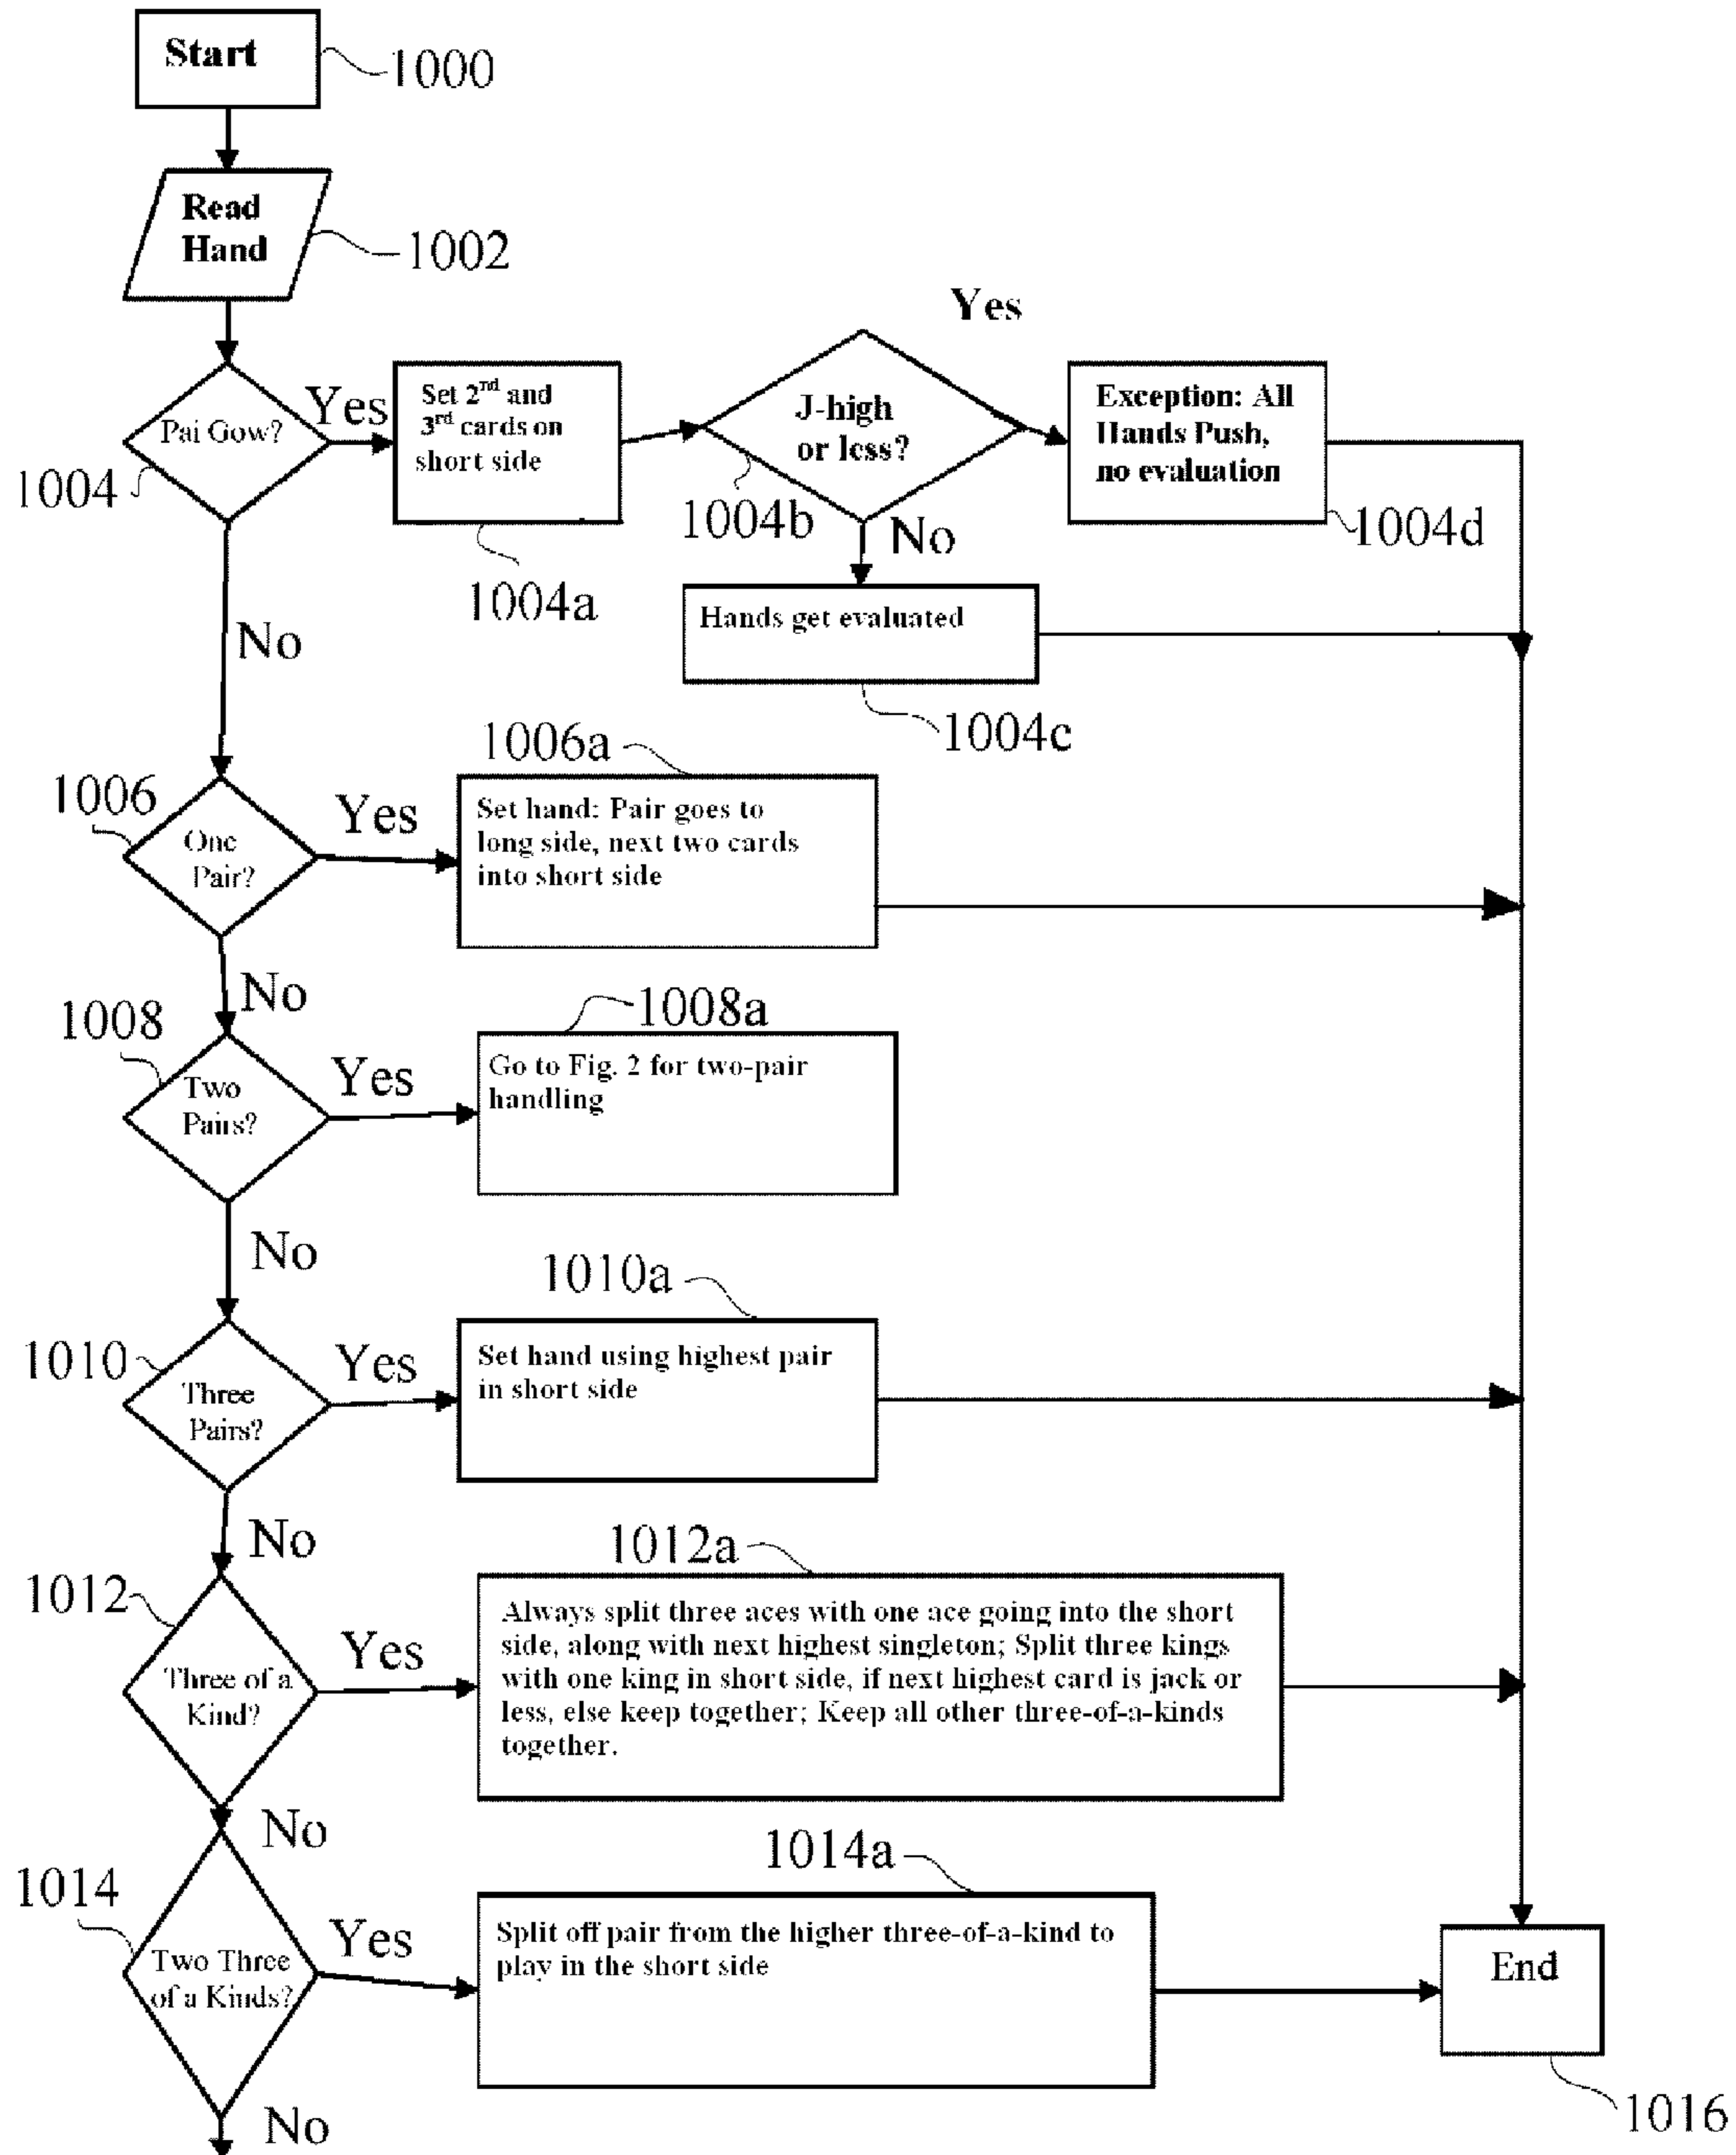 Start
1000
Read
Hand
1002
Yes
Pai Gow?
1004
Yes
Set 2nd and
3rd cards on
short side
1004a
J-high
or less?
1004b
Exception: All
Hands Push,
no evaluation
1004d
No
Hands get evaluated
1004c
No
1006
One
Pair?
Yes
1006a
Set hand: Pair goes to
long side, next two cards
into short side
No
1008
Two
Pairs?
Yes
1008a
Go to Fig. 2 for two-pair
handling
No
1010
Three
Pairs?
Yes
1010a
Set hand using highest pair
in short side
No
1012
Three of a
Kind?
Yes
1012a
Always split three aces with one ace going into the short
side, along with next highest singleton; Split three kings
with one king in short side, if next highest card is jack or
less, else keep together; Keep all other three-of-a-kinds
together.
No
1014
Two Three
of a Kinds?
Yes
1014a
Split off pair from the higher three-of-a-kind to
play in the short side
End
1016
No